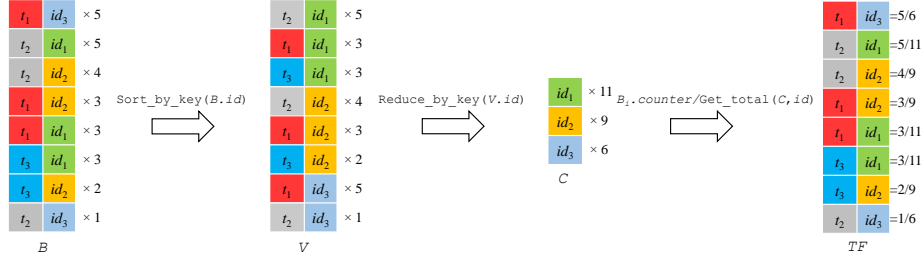 t₁ id₃ × 5
t₂ id₁ × 5
t₂ id₂ × 4
t₁ id₂ × 3
t₁ id₁ × 3
t₃ id₁ × 3
t₃ id₂ × 2
t₂ id₃ × 1
B
Sort_by_key(B.id)
t₂ id₁ × 5
t₁ id₁ × 3
t₃ id₁ × 3
t₂ id₂ × 4
t₁ id₂ × 3
t₃ id₂ × 2
t₁ id₃ × 5
t₂ id₃ × 1
V
Reduce_by_key(V.id)
id₁ × 11
id₂ × 9
id₃ × 6
C
Bᵢ.counter/Get_total(C,id)
t₁ id₃ =5/6
t₂ id₁ =5/11
t₂ id₂ =4/9
t₁ id₂ =3/9
t₁ id₁ =3/11
t₃ id₁ =3/11
t₃ id₂ =2/9
t₂ id₃ =1/6
TF